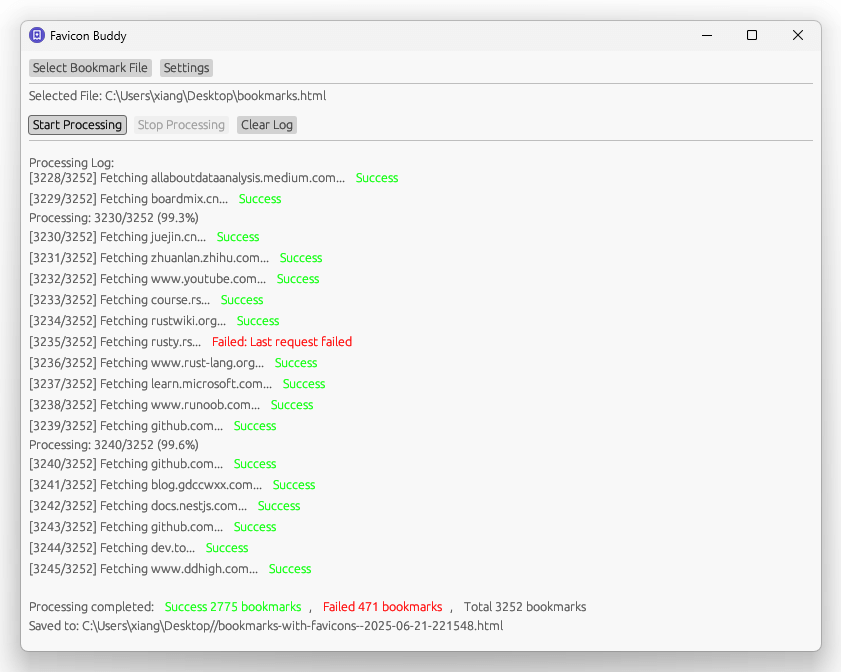 Favicon Buddy
Select Bookmark File Settings
Selected File: C:\Users\xiang\Desktop\bookmarks.html
Start Processing Stop Processing Clear Log
Processing Log:
[3228/3252] Fetching allaboutdataanalysis.medium.com... Success
[3229/3252] Fetching boardmix.cn... Success
Processing: 3230/3252 (99.3%)
[3230/3252] Fetching juejin.cn... Success
[3231/3252] Fetching zhuanlan.zhihu.com... Success
[3232/3252] Fetching www.youtube.com... Success
[3233/3252] Fetching course.rs... Success
[3234/3252] Fetching rustwiki.org... Success
[3235/3252] Fetching rusty.rs... Failed: Last request failed
[3236/3252] Fetching www.rust-lang.org... Success
[3237/3252] Fetching learn.microsoft.com... Success
[3238/3252] Fetching www.runoob.com... Success
[3239/3252] Fetching github.com... Success
Processing: 3240/3252 (99.6%)
[3240/3252] Fetching github.com... Success
[3241/3252] Fetching blog.gdccwxx.com... Success
[3242/3252] Fetching docs.nestjs.com... Success
[3243/3252] Fetching github.com... Success
[3244/3252] Fetching dev.to... Success
[3245/3252] Fetching www.ddhigh.com... Success
Processing completed: Success 2775 bookmarks , Failed 471 bookmarks , Total 3252 bookmarks
Saved to: C:\Users\xiang\Desktop//bookmarks-with-favicons--2025-06-21-221548.html